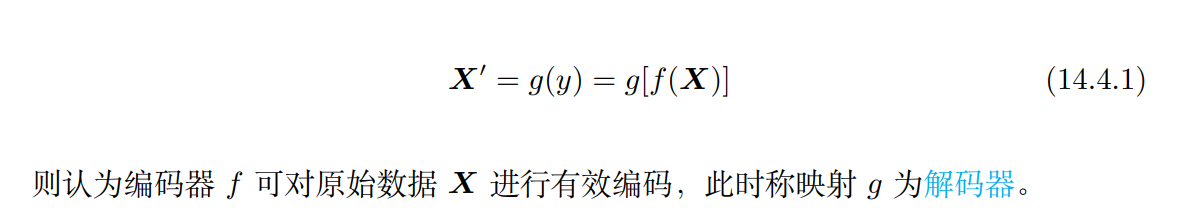 X′ = g(y) = g[f(X)] (14.4.1)
则认为编码器 f 可对原始数据 X 进行有效编码，此时称映射 g 为解码器。